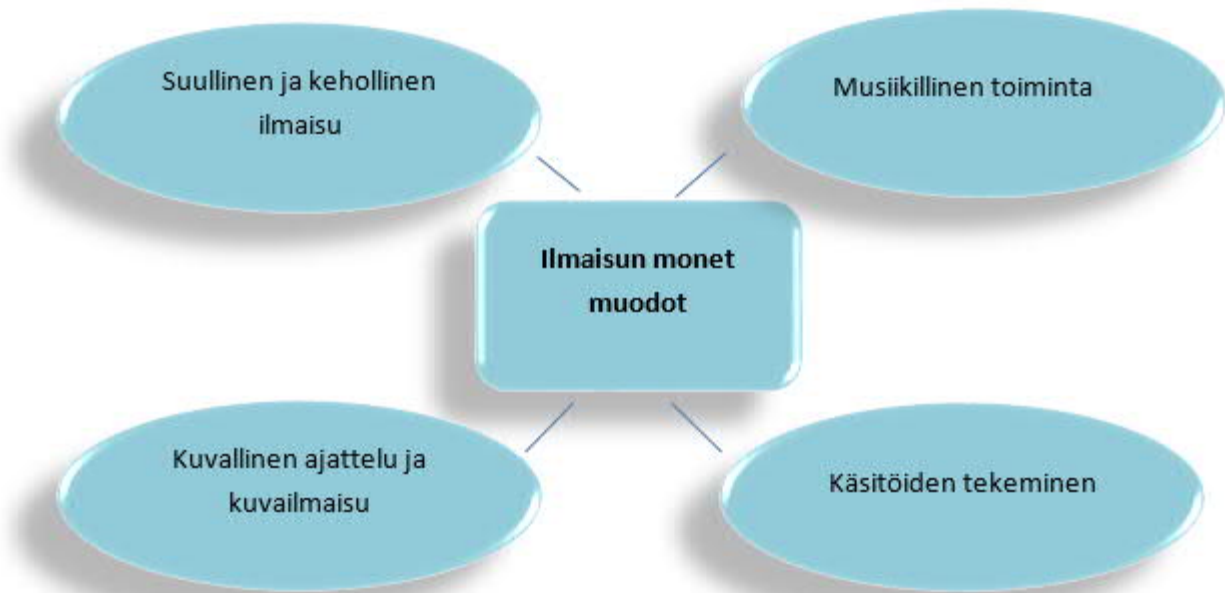 Suullinen ja kehollinen
ilmaisu
Musiikillinen toiminta
Ilmaisun monet
muodot
Kuvallinen ajattelu ja
kuvailmaisu
Käsitöiden tekeminen